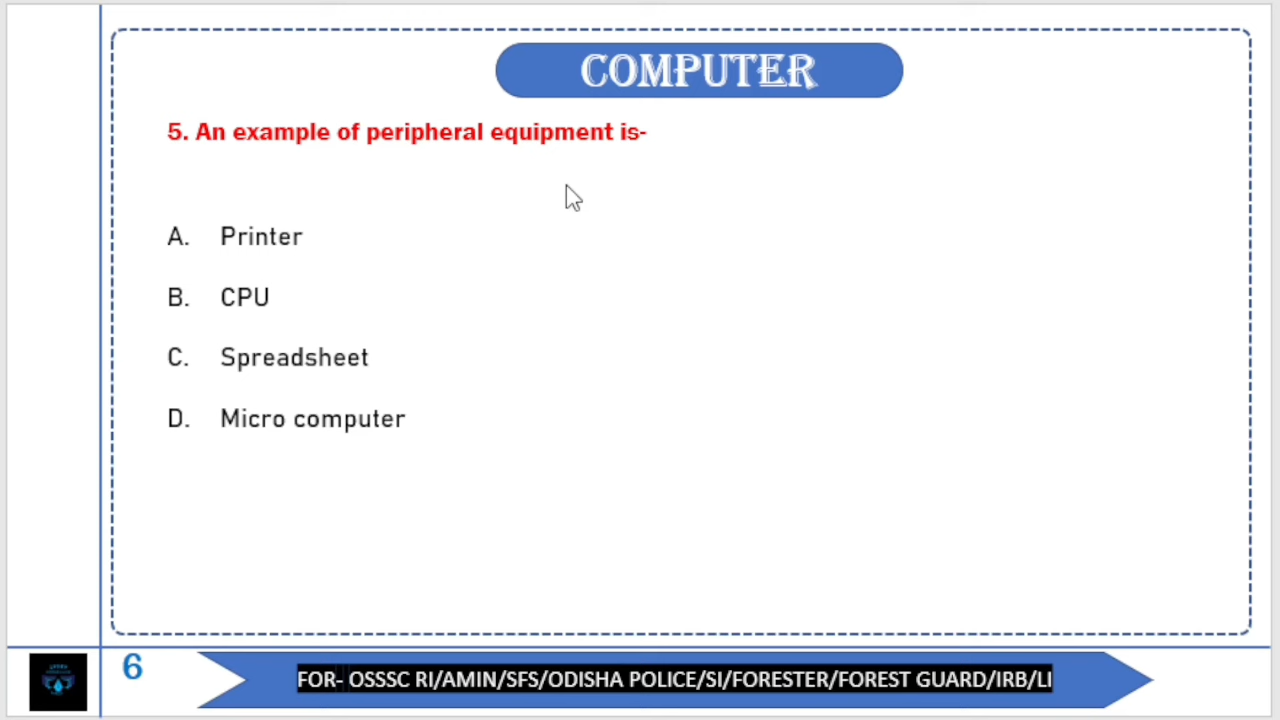 COMPUTER
5. An example of peripheral equipment is-
A. Printer
B. CPU
C. Spreadsheet
D. Micro computer
6
FOR- OSSSC RI/AMIN/SFS/ODISHA POLICE/SI/FORESTER/FOREST GUARD/IRB/LI